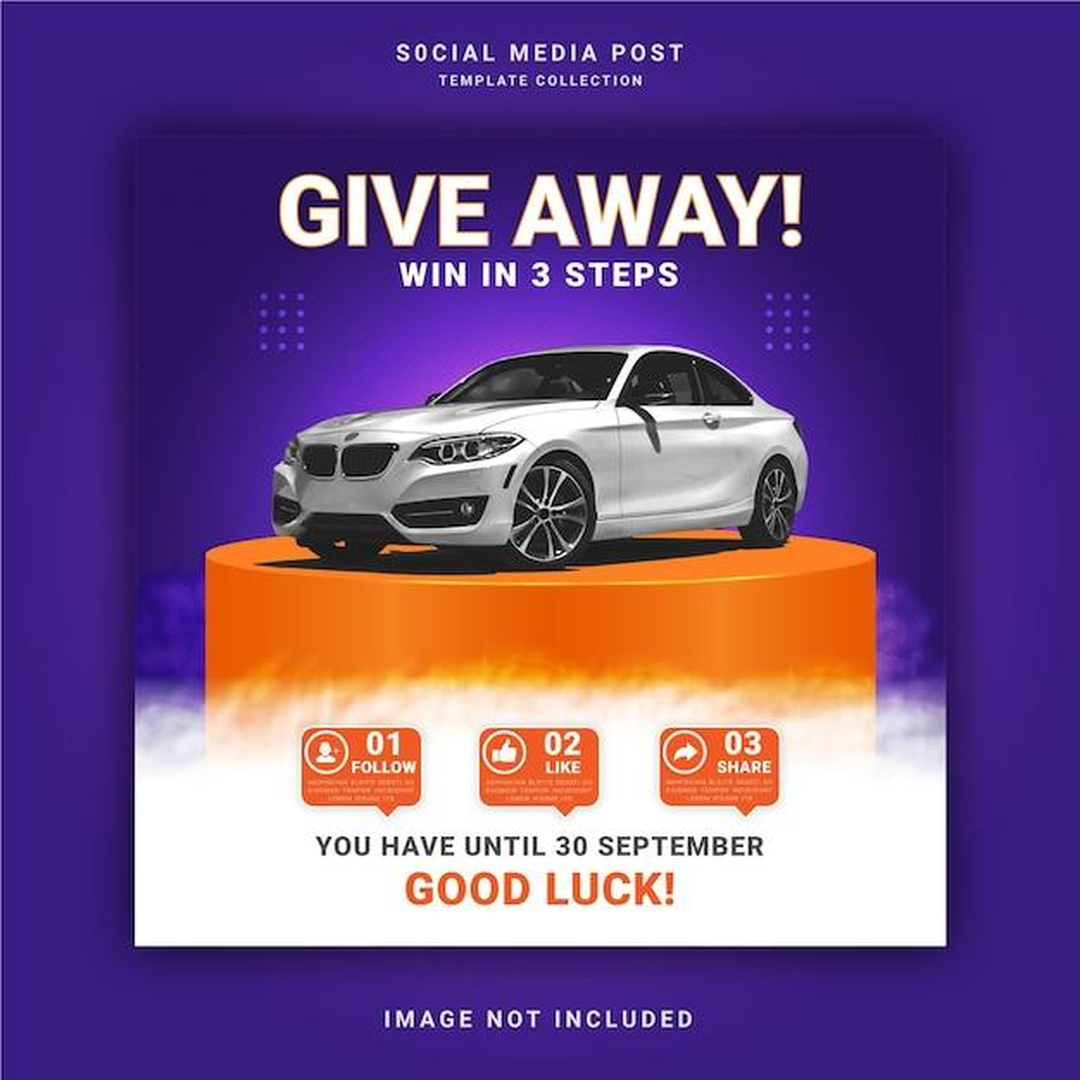 S0CIAL MEDIA POST
TEMPLATE COLLECTION
GIVE AWAY!
WIN IN 3 STEPS
01
FOLLOW
02
LIKE
03
SHARE
YOU HAVE UNTIL 30 SEPTEMBER
GOOD LUCK!
IMAGE NOT INCLUDED